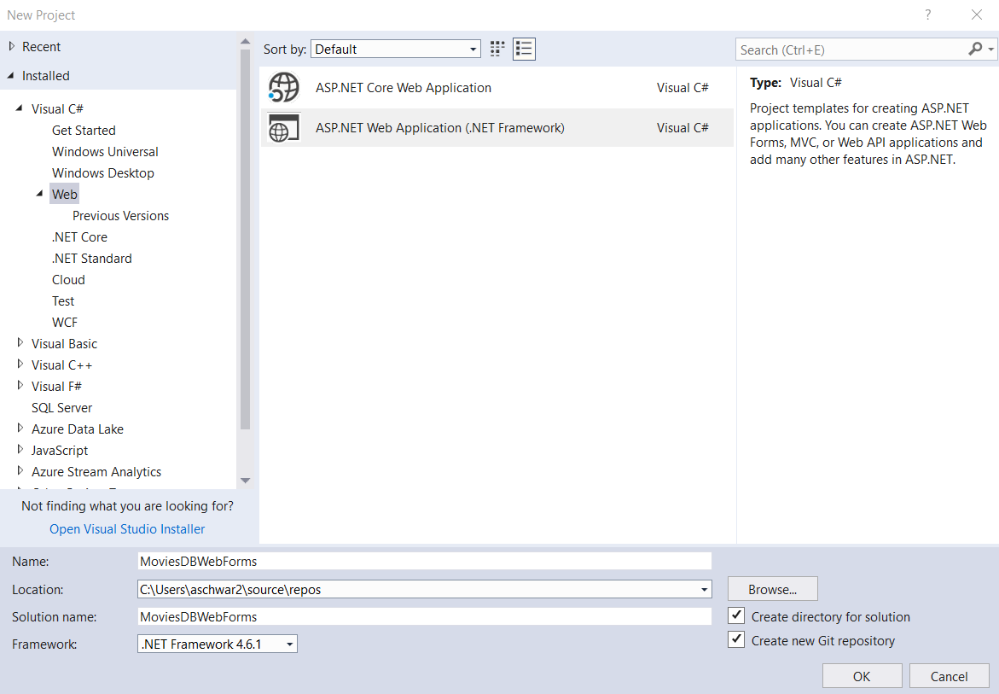 New Project
?
Recent
Installed
Visual C#
Get Started
Windows Universal
Windows Desktop
Web
Previous Versions
.NET Core
.NET Standard
Cloud
Test
WCF
Visual Basic
Visual C++
Visual F#
SQL Server
Azure Data Lake
JavaScript
Azure Stream Analytics
Not finding what you are looking for?
Open Visual Studio Installer
Sort by: Default
ASP.NET Core Web Application Visual C#
ASP.NET Web Application (.NET Framework) Visual C#
Search (Ctrl+E)
Type: Visual C#
Project templates for creating ASP.NET
applications. You can create ASP.NET Web
Forms, MVC, or Web API applications and
add many other features in ASP.NET.
Name: MoviesDBWebForms
Location: C:\Users\aschwar2\source\repos Browse...
Solution name: MoviesDBWebForms Create directory for solution
Framework: .NET Framework 4.6.1 Create new Git repository
OK Cancel